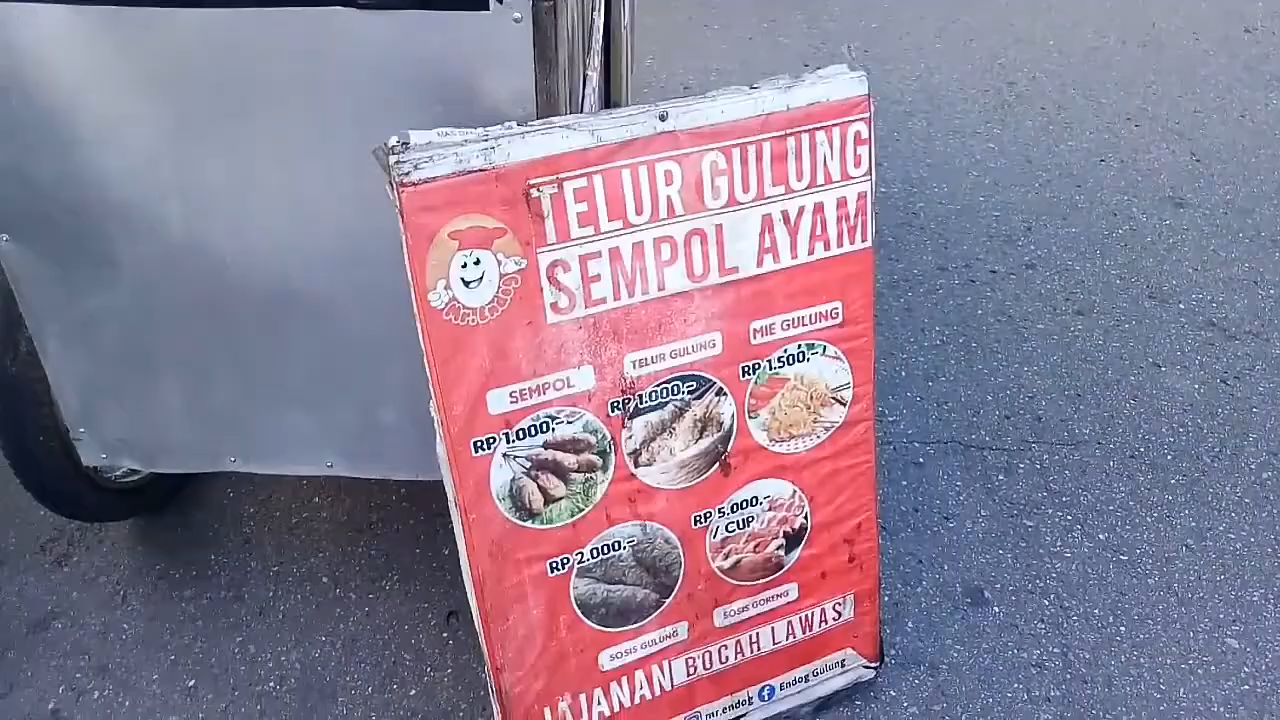 TELUR GULUNG
SEMPOL AYAM
MR. ENDOG
MIE GULUNG
TELUR GULUNG
SEMPOL
RP 1.500,-
RP 1.000,-
RP 1.000,-
RP 5.000,-
/ CUP
RP 2.000,-
SOSIS GORENG
SOSIS GULUNG
JAJANAN BOCAH LAWAS
mr.endog Endog Gulung